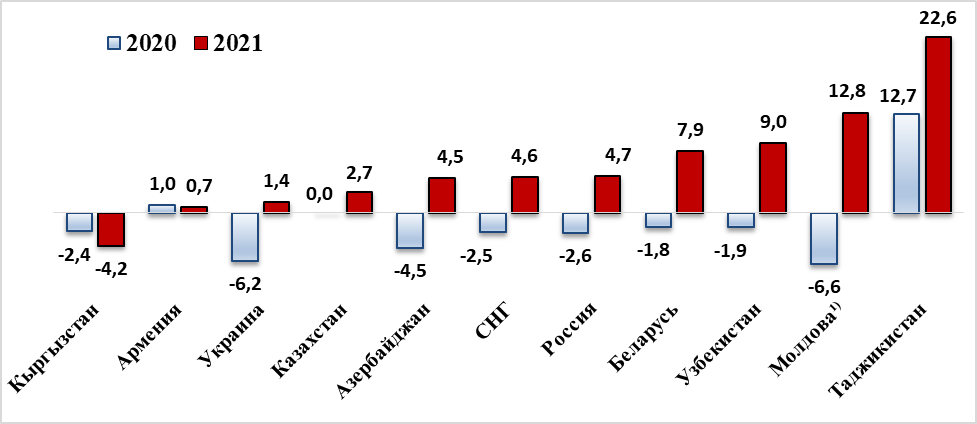 2020 2021
22,6
12,8 12,7
9,0
7,9
4,5 4,6 4,7
2,7
1,0 0,7 1,4 0,0
-2,4 -4,2 -6,2 -4,5 -2,5 -2,6 -1,8 -1,9 -6,6
Кыргызстан
Армения
Украина
Казахстан
Азербайджан
СНГ
Россия
Беларусь
Узбекистан
Молдова¹⁾
Таджикистан